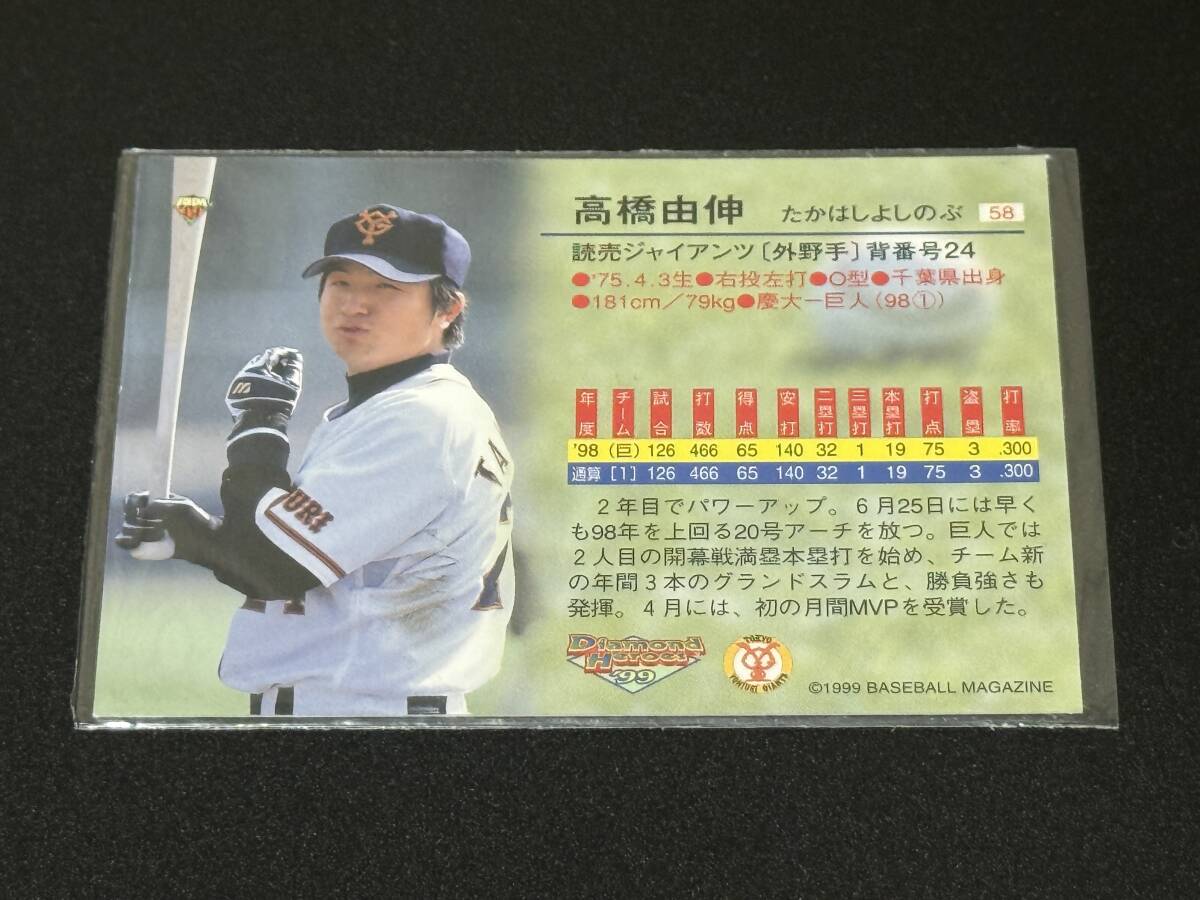 高橋由伸 たかはしよしのぶ 58
読売ジャイアンツ〔外野手〕背番号24
●'75.4.3生●右投左打●O型●千葉県出身
●181cm/79kg●慶大―巨人(98①)
年度 チーム 試合 打数 得点 安打 二塁打 三塁打 本塁打 打点 盗塁 打率
'98 (巨) 126 466 65 140 32 1 19 75 3 .300
通算 [1] 126 466 65 140 32 1 19 75 3 .300
2年目でパワーアップ。6月25日には早く
も98年を上回る20号アーチを放つ。巨人では
2人目の開幕戦満塁本塁打を始め、チーム新
の年間3本のグランドスラムと、勝負強さも
発揮。4月には、初の月間MVPを受賞した。
Diamond
Heroes
'99
TOKYO
YOMIURI GIANTS
©1999 BASEBALL MAGAZINE
YG